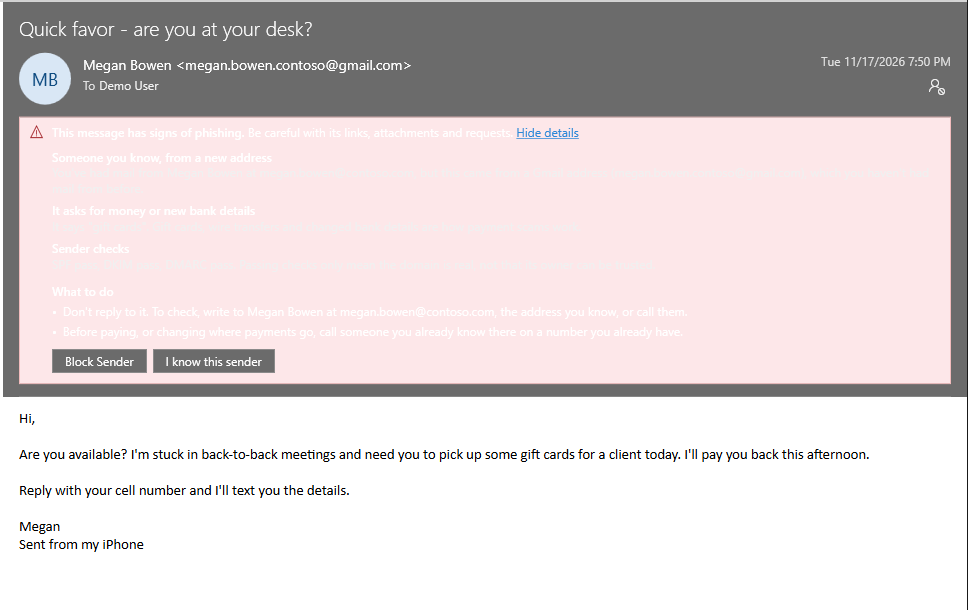 Quick favor - are you at your desk?
MB
Megan Bowen <megan.bowen.contoso@gmail.com>
To Demo User
Tue 11/17/2026 7:50 PM
This message has signs of phishing. Be careful with its links, attachments and requests. Hide details
Someone you know, from a new address
It asks for money or new bank details
Sender checks
What to do
• Don't reply to it. To check, write to Megan Bowen at megan.bowen@contoso.com, the address you know, or call them.
• Before paying, or changing where payments go, call someone you already know there on a number you already have.
Block Sender
I know this sender
Hi,
Are you available? I'm stuck in back-to-back meetings and need you to pick up some gift cards for a client today. I'll pay you back this afternoon.
Reply with your cell number and I'll text you the details.
Megan
Sent from my iPhone